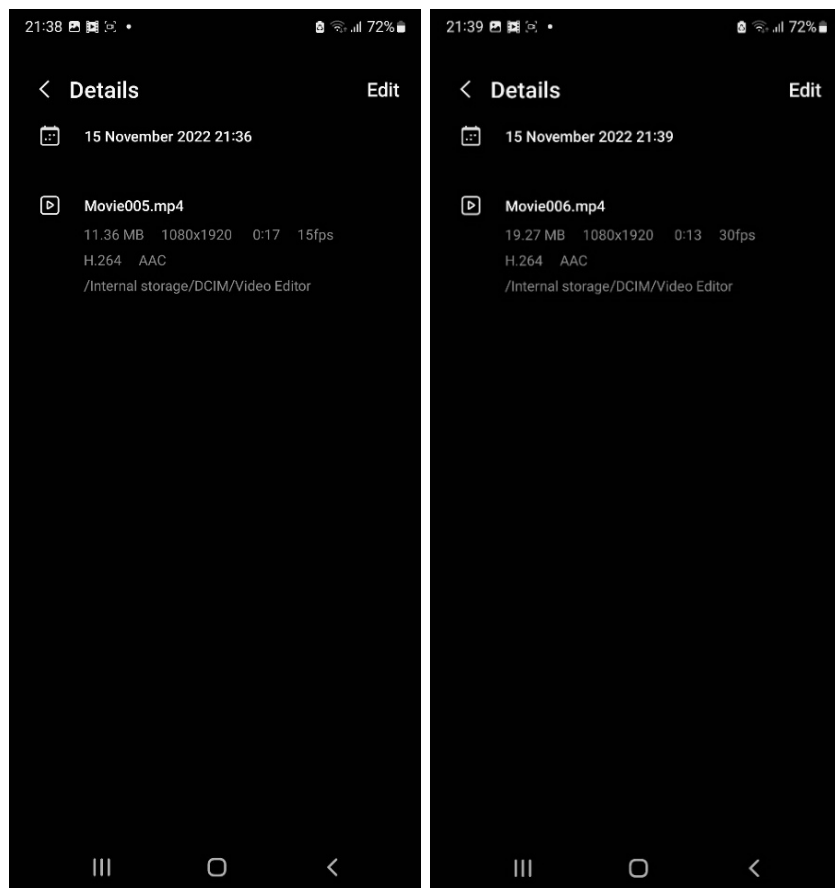 21:38 72%
Details Edit
15 November 2022 21:36
Movie005.mp4
11.36 MB 1080x1920 0:17 15fps
H.264 AAC
/Internal storage/DCIM/Video Editor
21:39 72%
Details Edit
15 November 2022 21:39
Movie006.mp4
19.27 MB 1080x1920 0:13 30fps
H.264 AAC
/Internal storage/DCIM/Video Editor